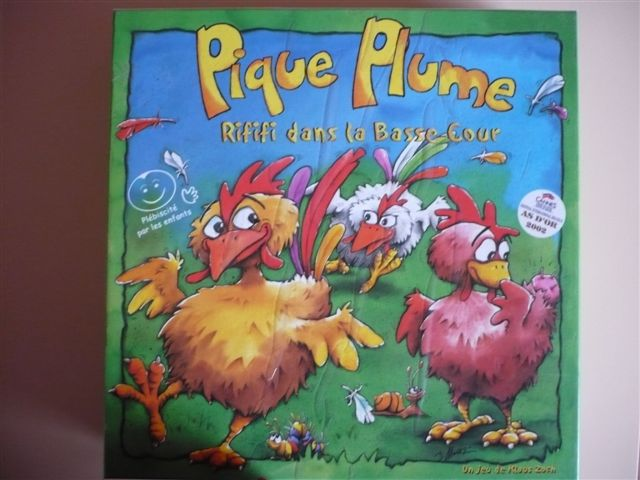 Pique Plume
Rififi dans la Basse-Cour
Plébiscité
par les enfants
Cannes
AS D'OR
2002
Un jeu de Klaus Zoch